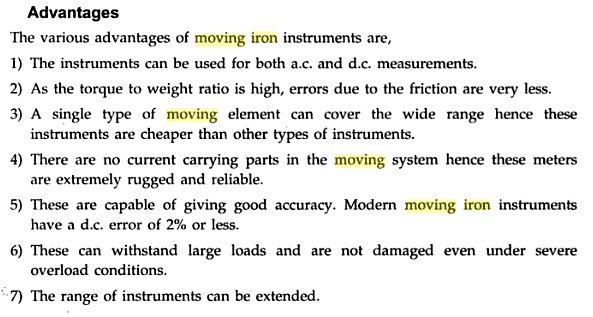 Advantages
The various advantages of moving iron instruments are,
1) The instruments can be used for both a.c. and d.c. measurements.
2) As the torque to weight ratio is high, errors due to the friction are very less.
3) A single type of moving element can cover the wide range hence these
instruments are cheaper than other types of instruments.
4) There are no current carrying parts in the moving system hence these meters
are extremely rugged and reliable.
5) These are capable of giving good accuracy. Modern moving iron instruments
have a d.c. error of 2% or less.
6) These can withstand large loads and are not damaged even under severe
overload conditions.
7) The range of instruments can be extended.